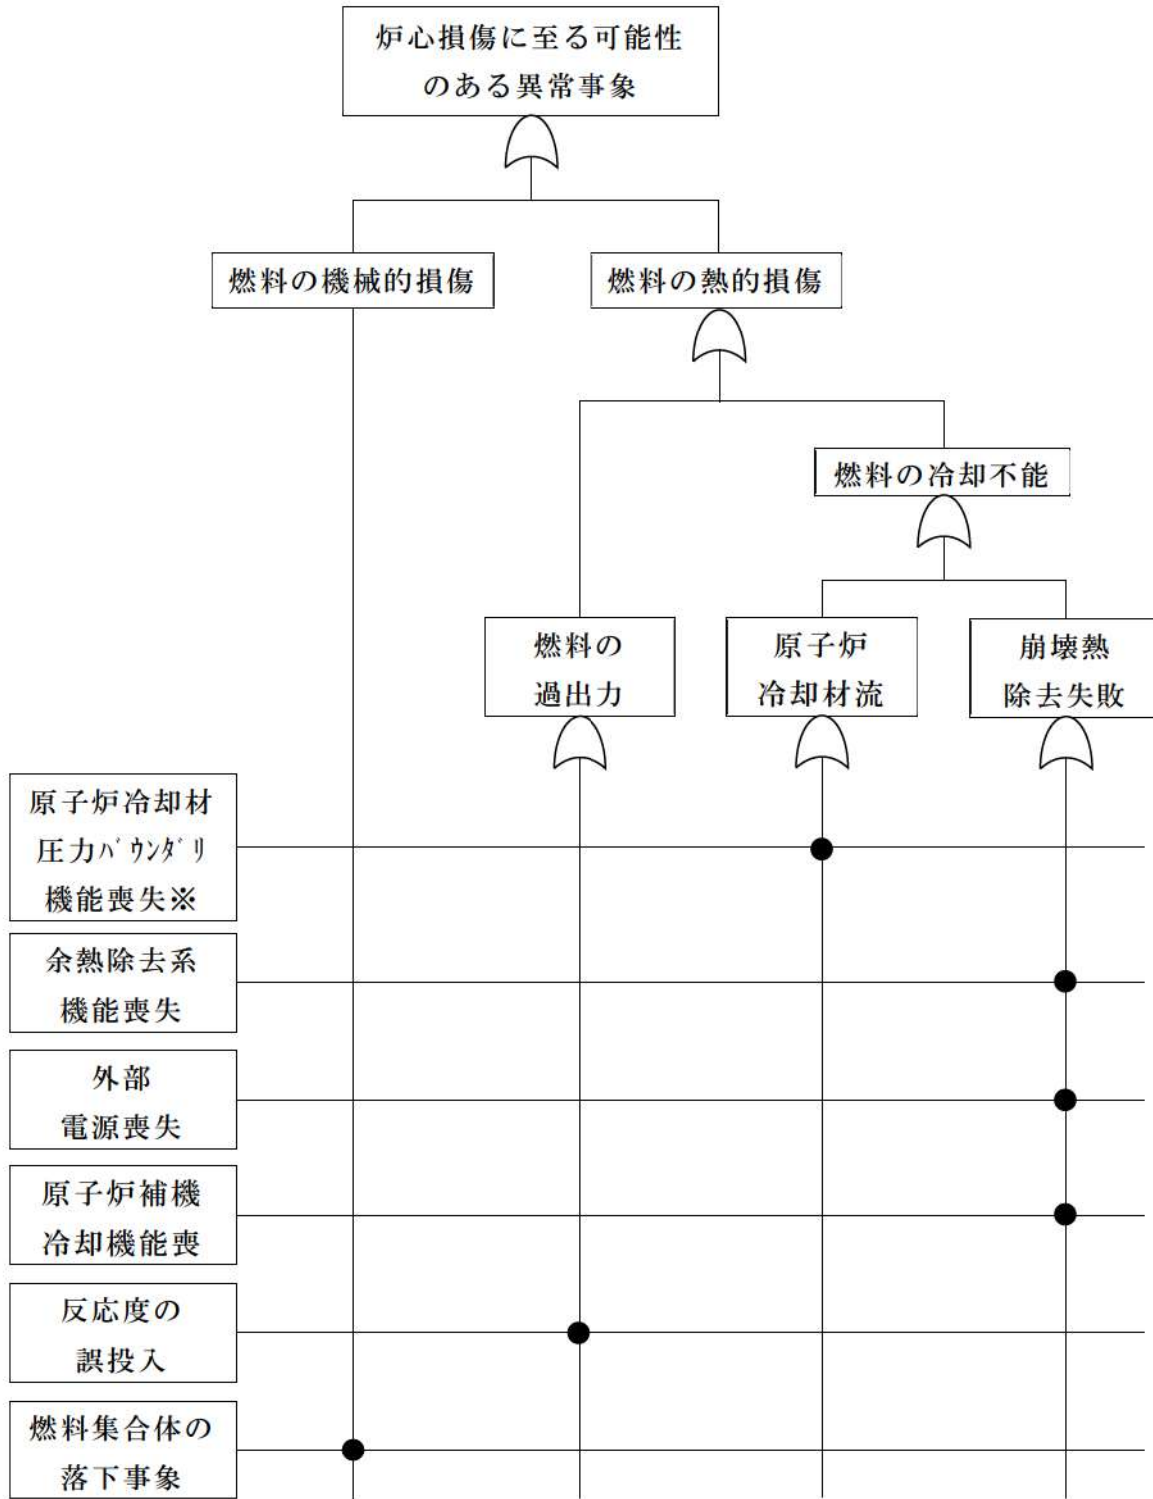 炉心損傷に至る可能性
のある異常事象
燃料の機械的損傷
燃料の熱的損傷
燃料の冷却不能
燃料の
過出力
原子炉
冷却材流
崩壊熱
除去失敗
原子炉冷却材
圧力ﾊﾞｳﾝﾀﾞﾘ
機能喪失※
余熱除去系
機能喪失
外部
電源喪失
原子炉補機
冷却機能喪
反応度の
誤投入
燃料集合体の
落下事象